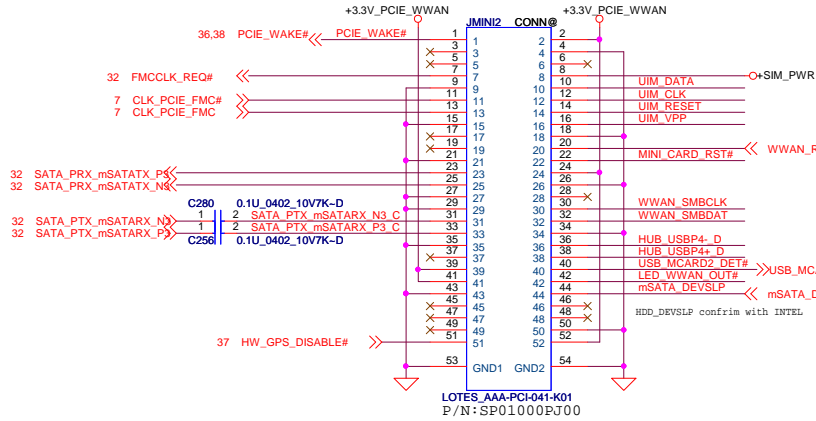 +3.3V_PCIE_WWAN +3.3V_PCIE_WWAN
JMINI2 CONN@
36,38 PCIE_WAKE# PCIE_WAKE# 1 1 2 2
3 3 4 4
5 5 6 6
32 FMCCLK_REQ# 7 7 8 8 +SIM_PWR
9 9 10 10 UIM_DATA
7 CLK_PCIE_FMC# 11 11 12 12 UIM_CLK
7 CLK_PCIE_FMC 13 13 14 14 UIM_RESET
15 15 16 16 UIM_VPP
17 17 18 18
19 19 20 20 WWAN_R
21 21 22 22 MINI_CARD_RST#
32 SATA_PRX_mSATATX_P3 23 23 24 24
32 SATA_PRX_mSATATX_N3 25 25 26 26
27 27 28 28
C280 0.1U_0402_10V7K~D 29 29 30 30 WWAN_SMBCLK
32 SATA_PTX_mSATARX_N3 1 2 SATA_PTX_mSATARX_N3_C 31 31 32 32 WWAN_SMBDAT
32 SATA_PTX_mSATARX_P3 1 2 SATA_PTX_mSATARX_P3_C 33 33 34 34
C256 0.1U_0402_10V7K~D 35 35 36 36 HUB_USBP4-_D
37 37 38 38 HUB_USBP4+_D
39 39 40 40 USB_MCARD2_DET# USB_MC
41 41 42 42 LED_WWAN_OUT#
43 43 44 44 mSATA_DEVSLP mSATA_D
45 45 46 46
47 47 48 48 HDD_DEVSLP confrim with INTEL
49 49 50 50
37 HW_GPS_DISABLE# 51 51 52 52
53 GND1 GND2 54
LOTES_AAA-PCI-041-K01
P/N:SP01000PJ00